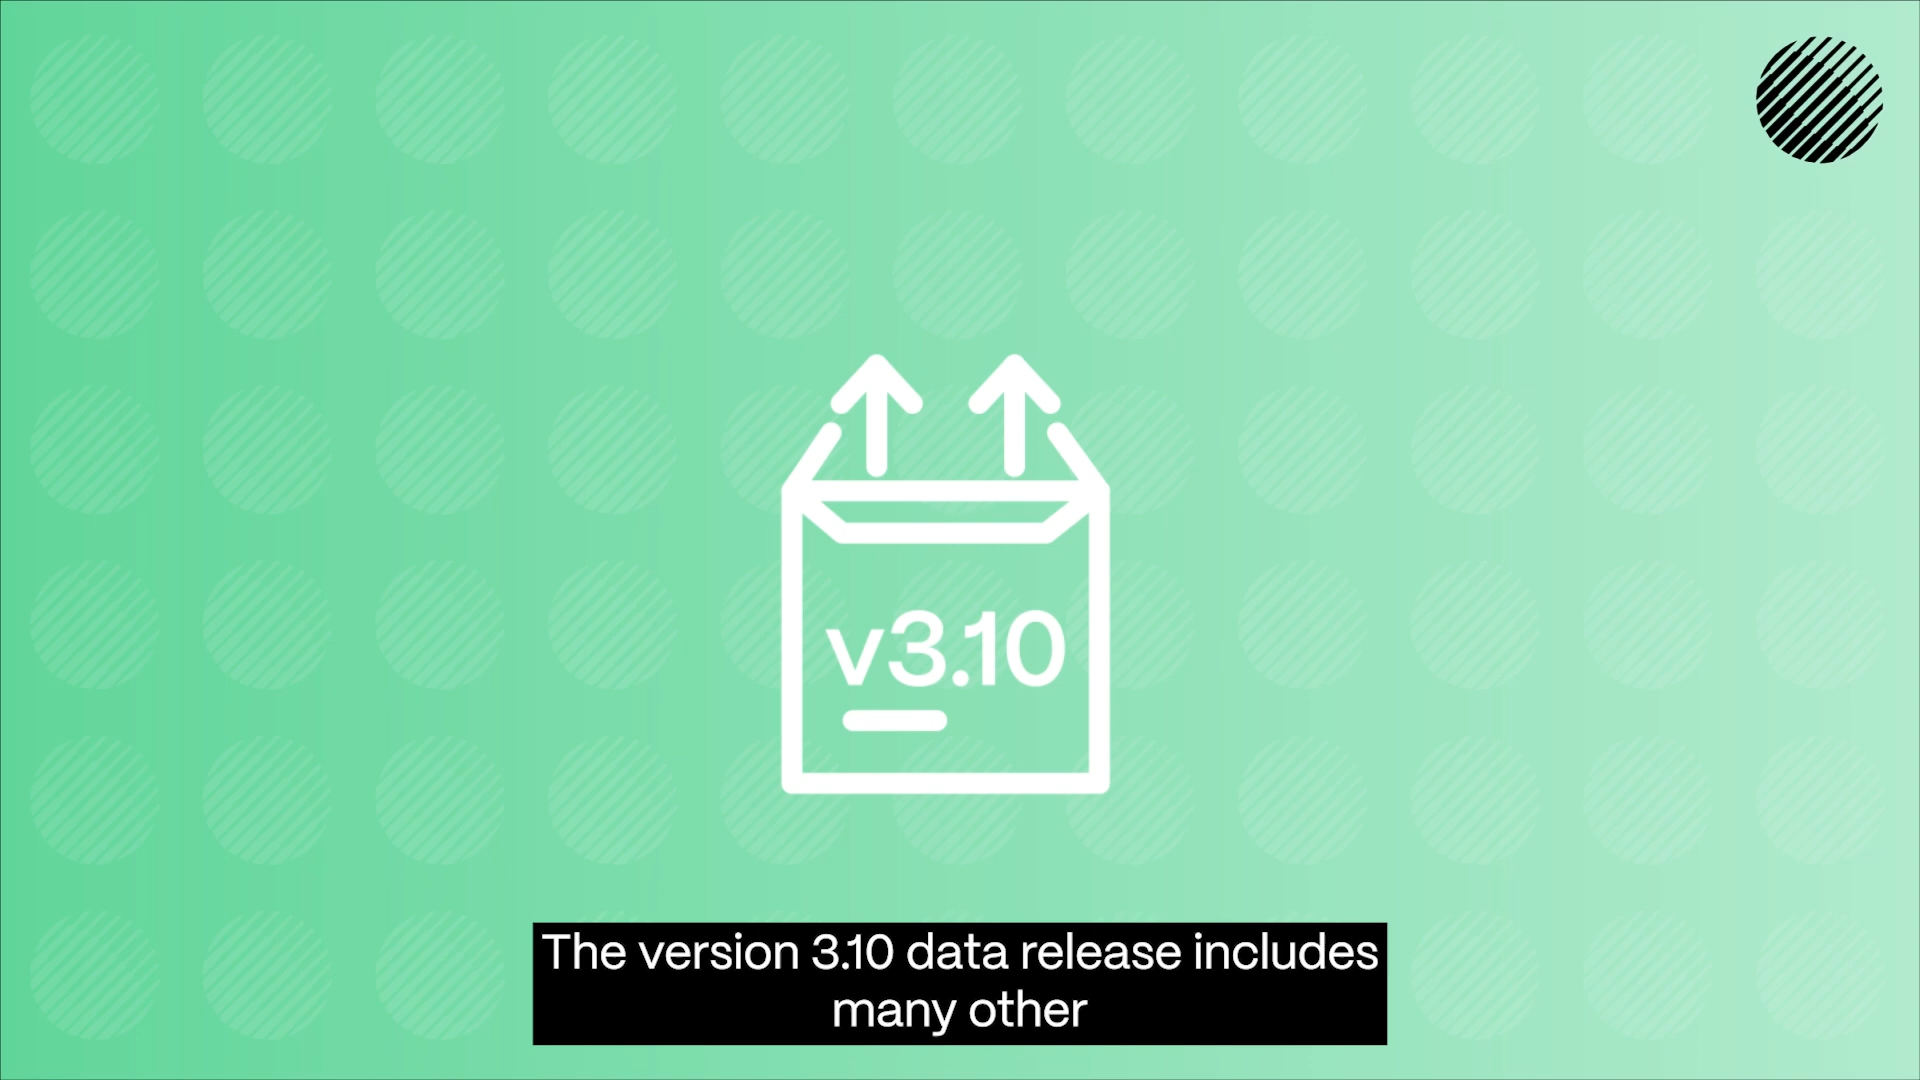 v3.10
The version 3.10 data release includes
many other